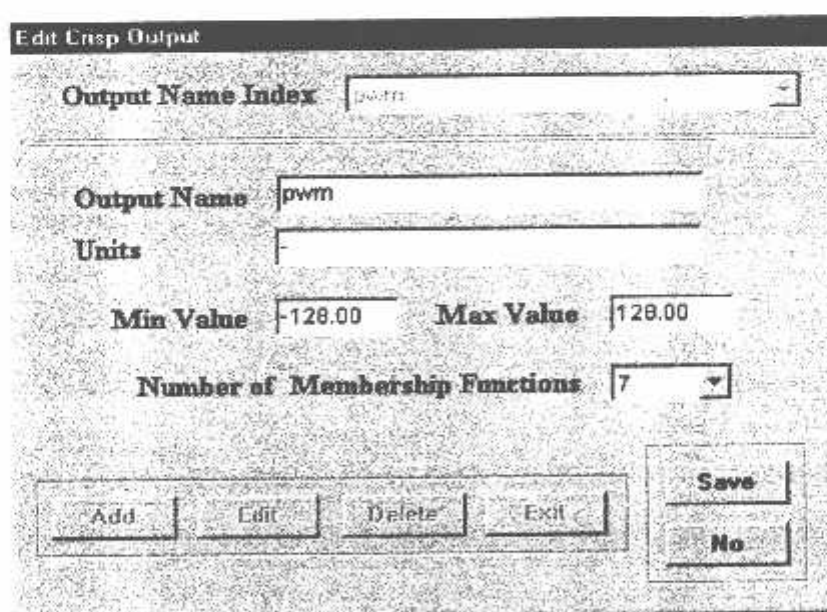 Edit Crisp Output
Output Name Index pwm
Output Name pwm
Units -
Min Value -128.00 Max Value 128.00
Number of Membership Functions 7
Save
Add Edit Delete Exit
No